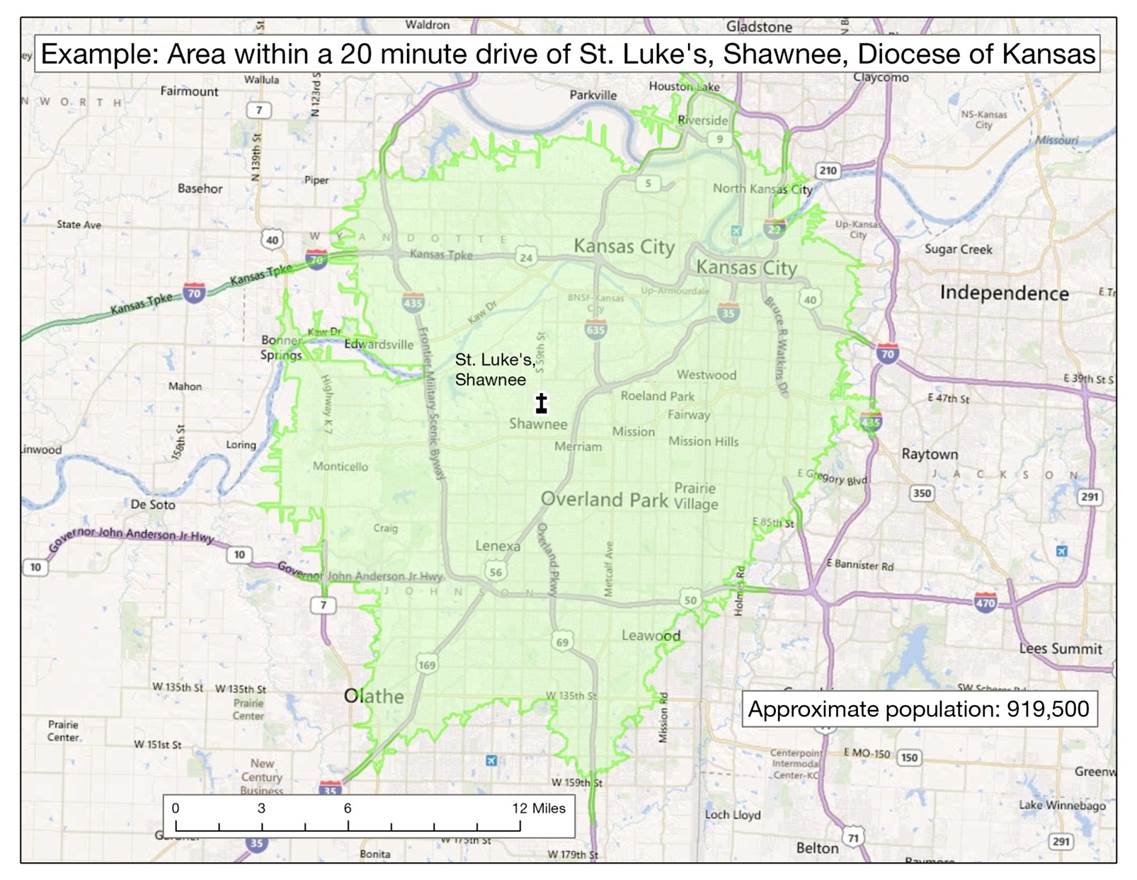 Waldron
Gladstone
Example: Area within a 20 minute drive of St. Luke's, Shawnee, Diocese of Kansas
Claycomo
Wallula
Fairmount
N 123rd S
7
Parkville
Houston Lake
N W O R T H
Riverside
9
NS-Kansas
City
Missouri
N 139th St
210
Basehor
Piper
5
North Kansas City
State Ave
40
W Y A N D O T T E
29
Up-Kansas
City
Kansas City
Sugar Creek
70
Kansas Tpke
24
Kansas City
Kansas Tpke
70
Kansas Tpke
Up-Armourdale
Independence
435
BNSF-Kansas
City
40
Kaw Dr
35
Bruce R Watkins Dr
635
Kaw Dr
Bonner
Springs
Edwardsville
S 59th St
70
St. Luke's,
Shawnee
Frontier Military Scenic Byway
Westwood
E 39th St S
Mahon
Highway K-7
Roeland Park
E 47th St
Shawnee
Fairway
435
158th St
Loring
Merriam
Mission
Mission Hills
Raytown
Monticello
E Gregory Blvd
J A C K S O N
350
291
De Soto
Overland Park
Prairie
Village
Craig
E 85th St
Governor John Anderson Jr Hwy
Lenexa
Overland Pkwy
Metcalf Ave
10
10
56
Governor John Anderson Jr Hwy
E Bannister Rd
J O H N S O N
Holmes Rd
7
50
470
69
Leawood
Lees Summit
169
W 135th St
W 135th St
Prairie
Center
Olathe
W 135th St
Mission Rd
Approximate population: 919,500
Prairie
Center
W 151st St
Centerpoint
Intermodal
Center-KC
E MO-150
150
New
Century
Business
35
W 159th St
Greenw
0 3 6 12 Miles
Loch Lloyd
Lake Winnebago
35
Bonita
W 175th St
W 179th St
Belton
71
291
Raymore